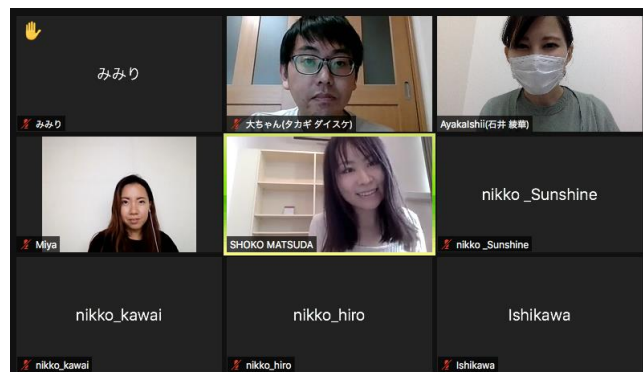 みみり
みみり
大ちゃん(タカギ ダイスケ)
AyakaIshii(石井 綾華)
Miya
SHOKO MATSUDA
nikko _Sunshine
nikko _Sunshine
nikko_kawai
nikko_kawai
nikko_hiro
nikko_hiro
Ishikawa
Ishikawa